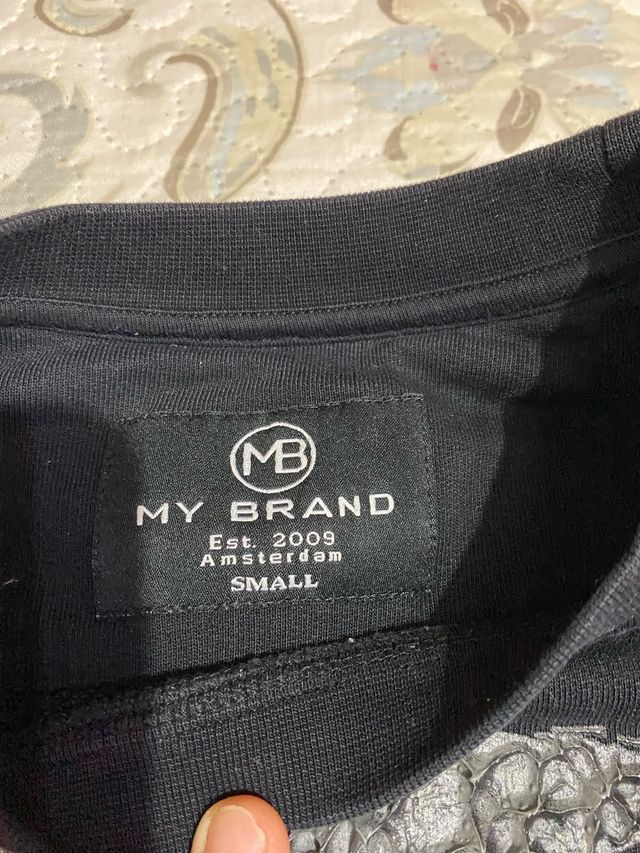 MB
MY BRAND
Est. 2009
Amsterdam
SMALL